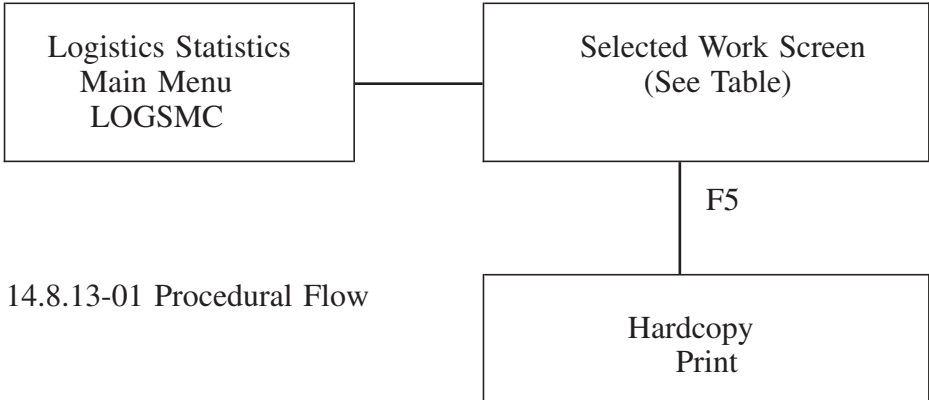 Logistics Statistics
Main Menu
LOGSMC
Selected Work Screen
(See Table)
F5
14.8.13-01 Procedural Flow
Hardcopy
Print